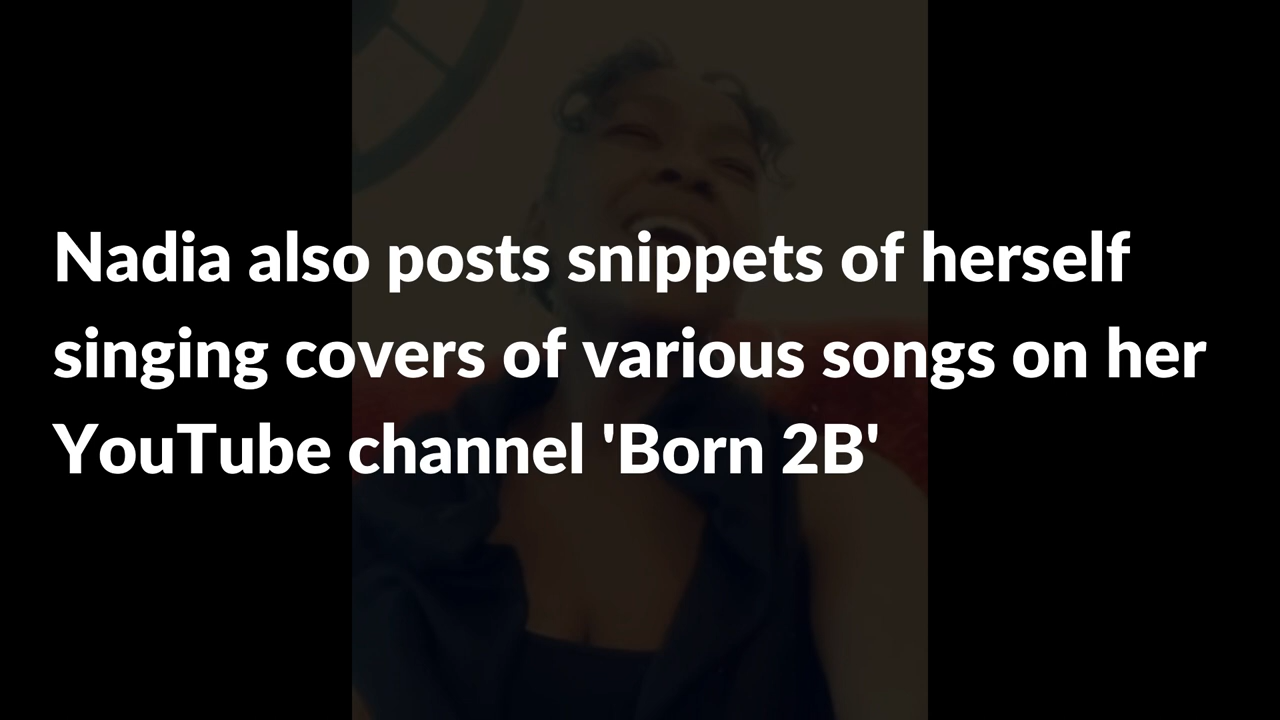 Nadia also posts snippets of herself
singing covers of various songs on her
YouTube channel 'Born 2B'